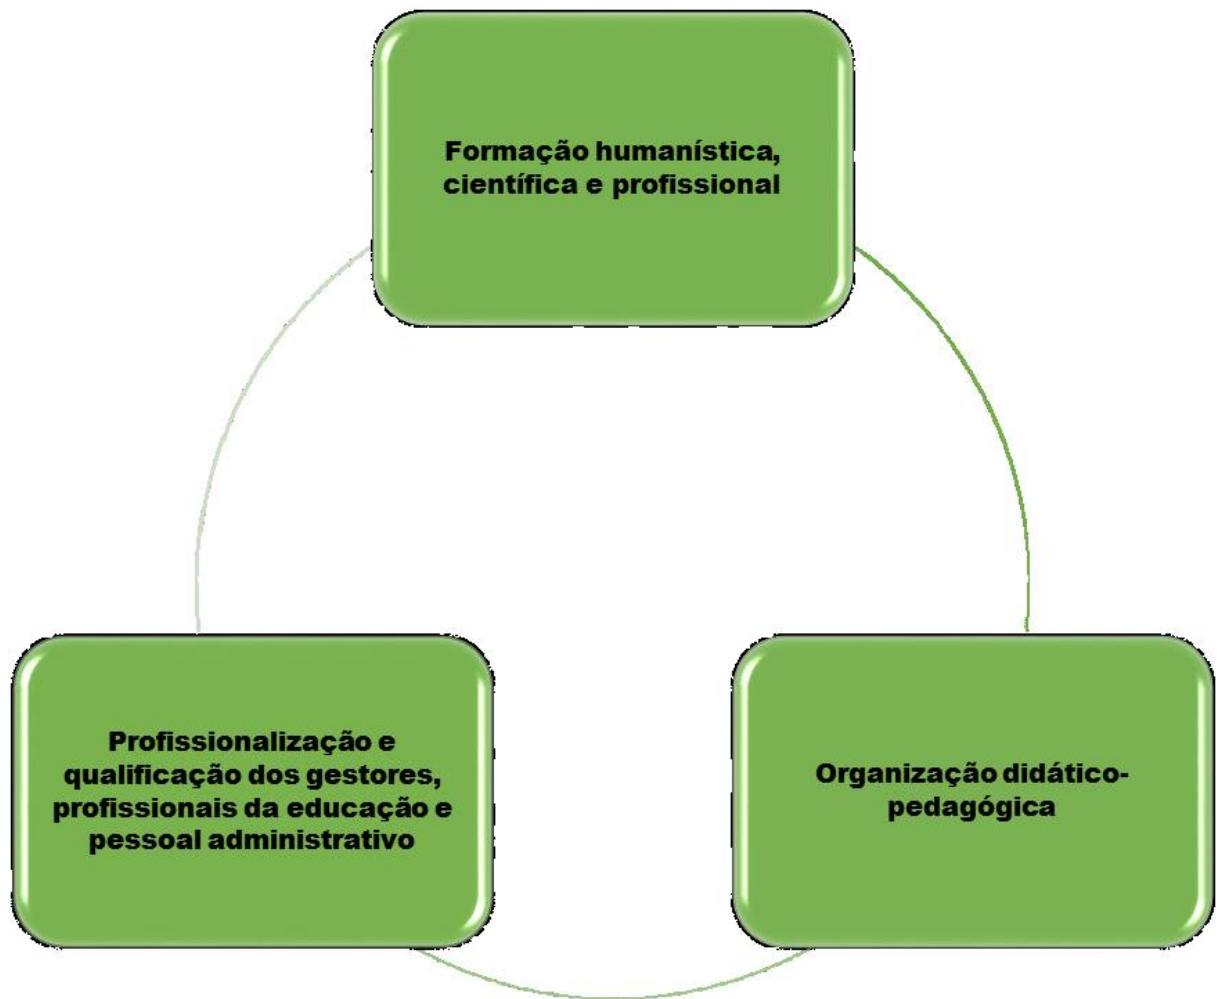 Formação humanística,
científica e profissional
Profissionalização e
qualificação dos gestores,
profissionais da educação e
pessoal administrativo
Organização didático-
pedagógica